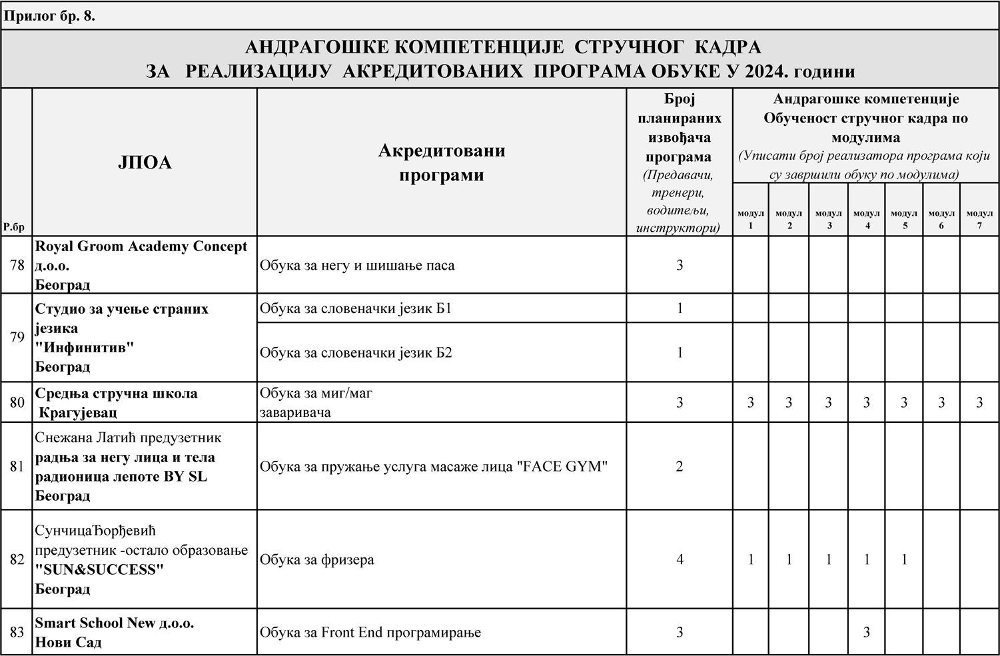 Прилог бр. 8.
АНДРАГОШКЕ КОМПЕТЕНЦИЈЕ СТРУЧНОГ КАДРА
ЗА РЕАЛИЗАЦИЈУ АКРЕДИТОВАНИХ ПРОГРАМА ОБУКЕ У 2024. години
Р.бр
ЈПОА
Акредитовани
програми
Број
планираних
извођача
програма
(Предавачи,
тренери,
водитељи,
инструктори)
Андрагошке компетенције
Обученост стручног кадра по
модулима
(Уписати број реализатора програма који
су завршили обуку по модулима)
модул
1
модул
2
модул
3
модул
4
модул
5
модул
6
модул
7
78
Royal Groom Academy Concept
д.о.о.
Београд
Обука за негу и шишање паса
3
79
Студио за учење страних
језика
"Инфинитив"
Београд
Обука за словеначки језик Б1
1
Обука за словеначки језик Б2
1
80
Средња стручна школа
Крагујевац
Обука за миг/маг
заваривача
3
3
3
3
3
3
3
3
81
Снежана Латић предузетник
радња за негу лица и тела
радионица лепоте BY SL
Београд
Обука за пружање услуга масаже лица "FACE GYM"
2
82
СунчицаЂорђевић
предузетник -остало образовање
"SUN&SUCCESS"
Београд
Обука за фризера
4
1
1
1
1
1
83
Smart School New д.о.о.
Нови Сад
Обука за Front End програмирање
3
3